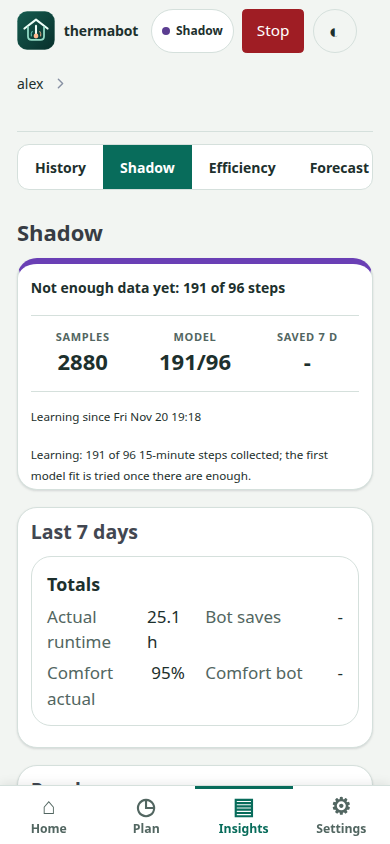 thermabot
Shadow
Stop
alex
History
Shadow
Efficiency
Forecast
Shadow
Not enough data yet: 191 of 96 steps
SAMPLES
MODEL
SAVED 7 D
2880
191/96
-
Learning since Fri Nov 20 19:18
Learning: 191 of 96 15-minute steps collected; the first
model fit is tried once there are enough.
Last 7 days
Totals
Actual runtime
25.1 h
Bot saves
-
Comfort actual
95%
Comfort bot
-
Home
Plan
Insights
Settings